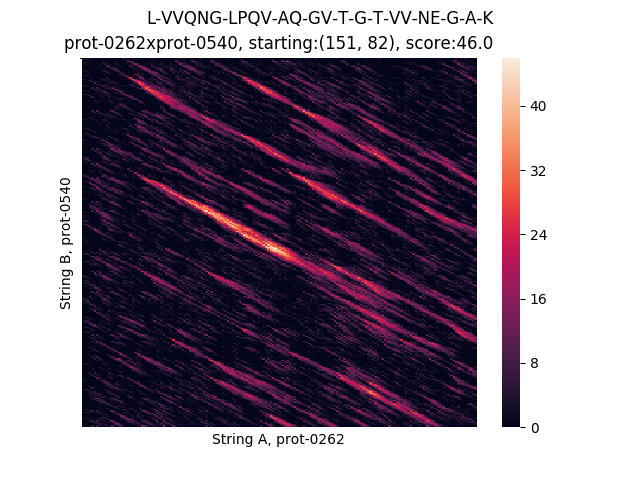 L-VVQNG-LPQV-AQ-GV-T-G-T-VV-NE-G-A-K
prot-0262xprot-0540, starting:(151, 82), score:46.0
String B, prot-0540
40
32
24
16
8
0
String A, prot-0262